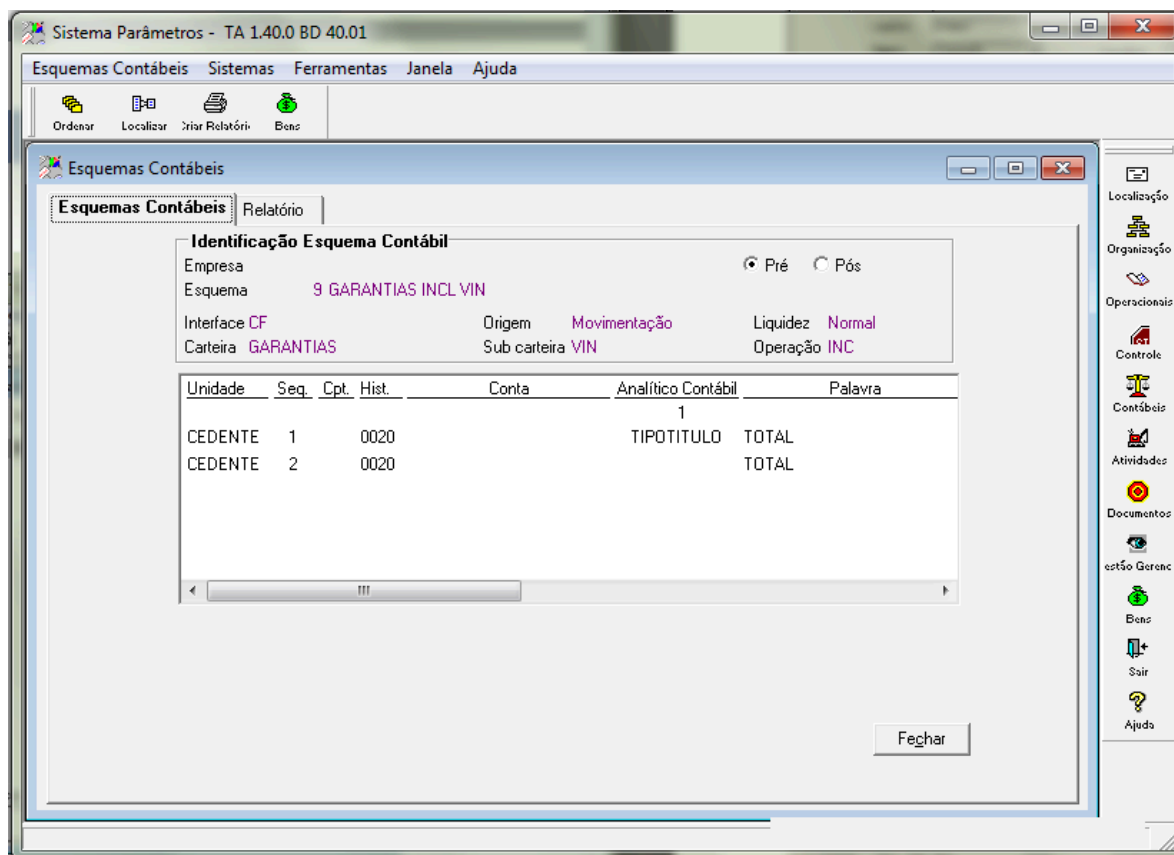 Sistema Parâmetros - TA 1.40.0 BD 40.01
Esquemas Contábeis Sistemas Ferramentas Janela Ajuda
Ordenar Localizar Criar Relatóri Bens
Esquemas Contábeis
Esquemas Contábeis Relatório
Identificação Esquema Contábil
Empresa Pré Pós
Esquema 9 GARANTIAS INCL VIN
Interface CF Origem Movimentação Liquidez Normal
Carteira GARANTIAS Sub carteira VIN Operação INC
Unidade Seq. Cpt. Hist. Conta Analítico Contábil Palavra
1
CEDENTE 1 0020 TIPOTITULO TOTAL
CEDENTE 2 0020 TOTAL
Fechar
Localização
Organização
Operacionais
Controle
Contábeis
Atividades
Documentos
estão Gerenc
Bens
Sair
Ajuda